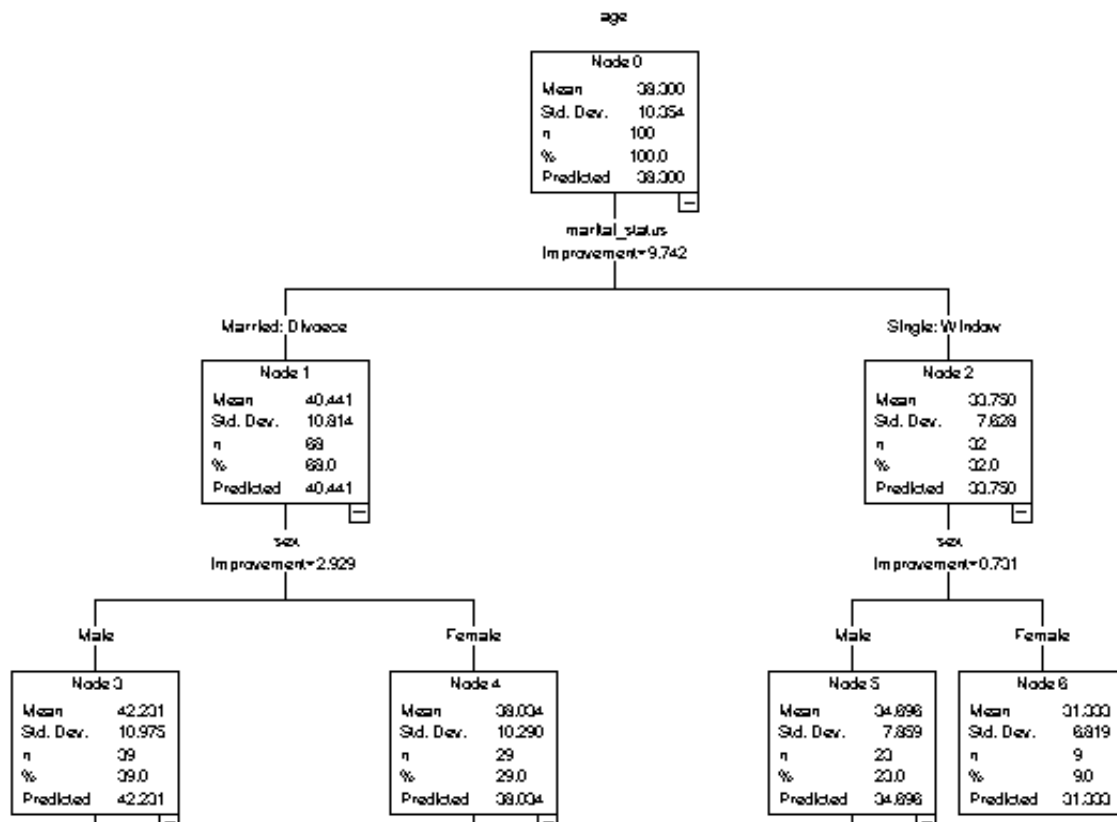 age
Node 0
Mean 38.300
Std. Dev. 10.354
n 100
% 100.0
Predicted 38.300
marital_status
Improvement=9.742
Married: Divaece
Single: Window
Node 1
Mean 40.441
Std. Dev. 10.814
n 68
% 68.0
Predicted 40.441
Node 2
Mean 33.750
Std. Dev. 7.628
n 32
% 32.0
Predicted 33.750
sex
Improvement=2.929
sex
Improvement=0.731
Male
Female
Male
Female
Node 3
Mean 42.231
Std. Dev. 10.975
n 39
% 39.0
Predicted 42.231
Node 4
Mean 38.034
Std. Dev. 10.290
n 29
% 29.0
Predicted 38.034
Node 5
Mean 34.696
Std. Dev. 7.859
n 23
% 23.0
Predicted 34.696
Node 6
Mean 31.333
Std. Dev. 6.819
n 9
% 9.0
Predicted 31.333